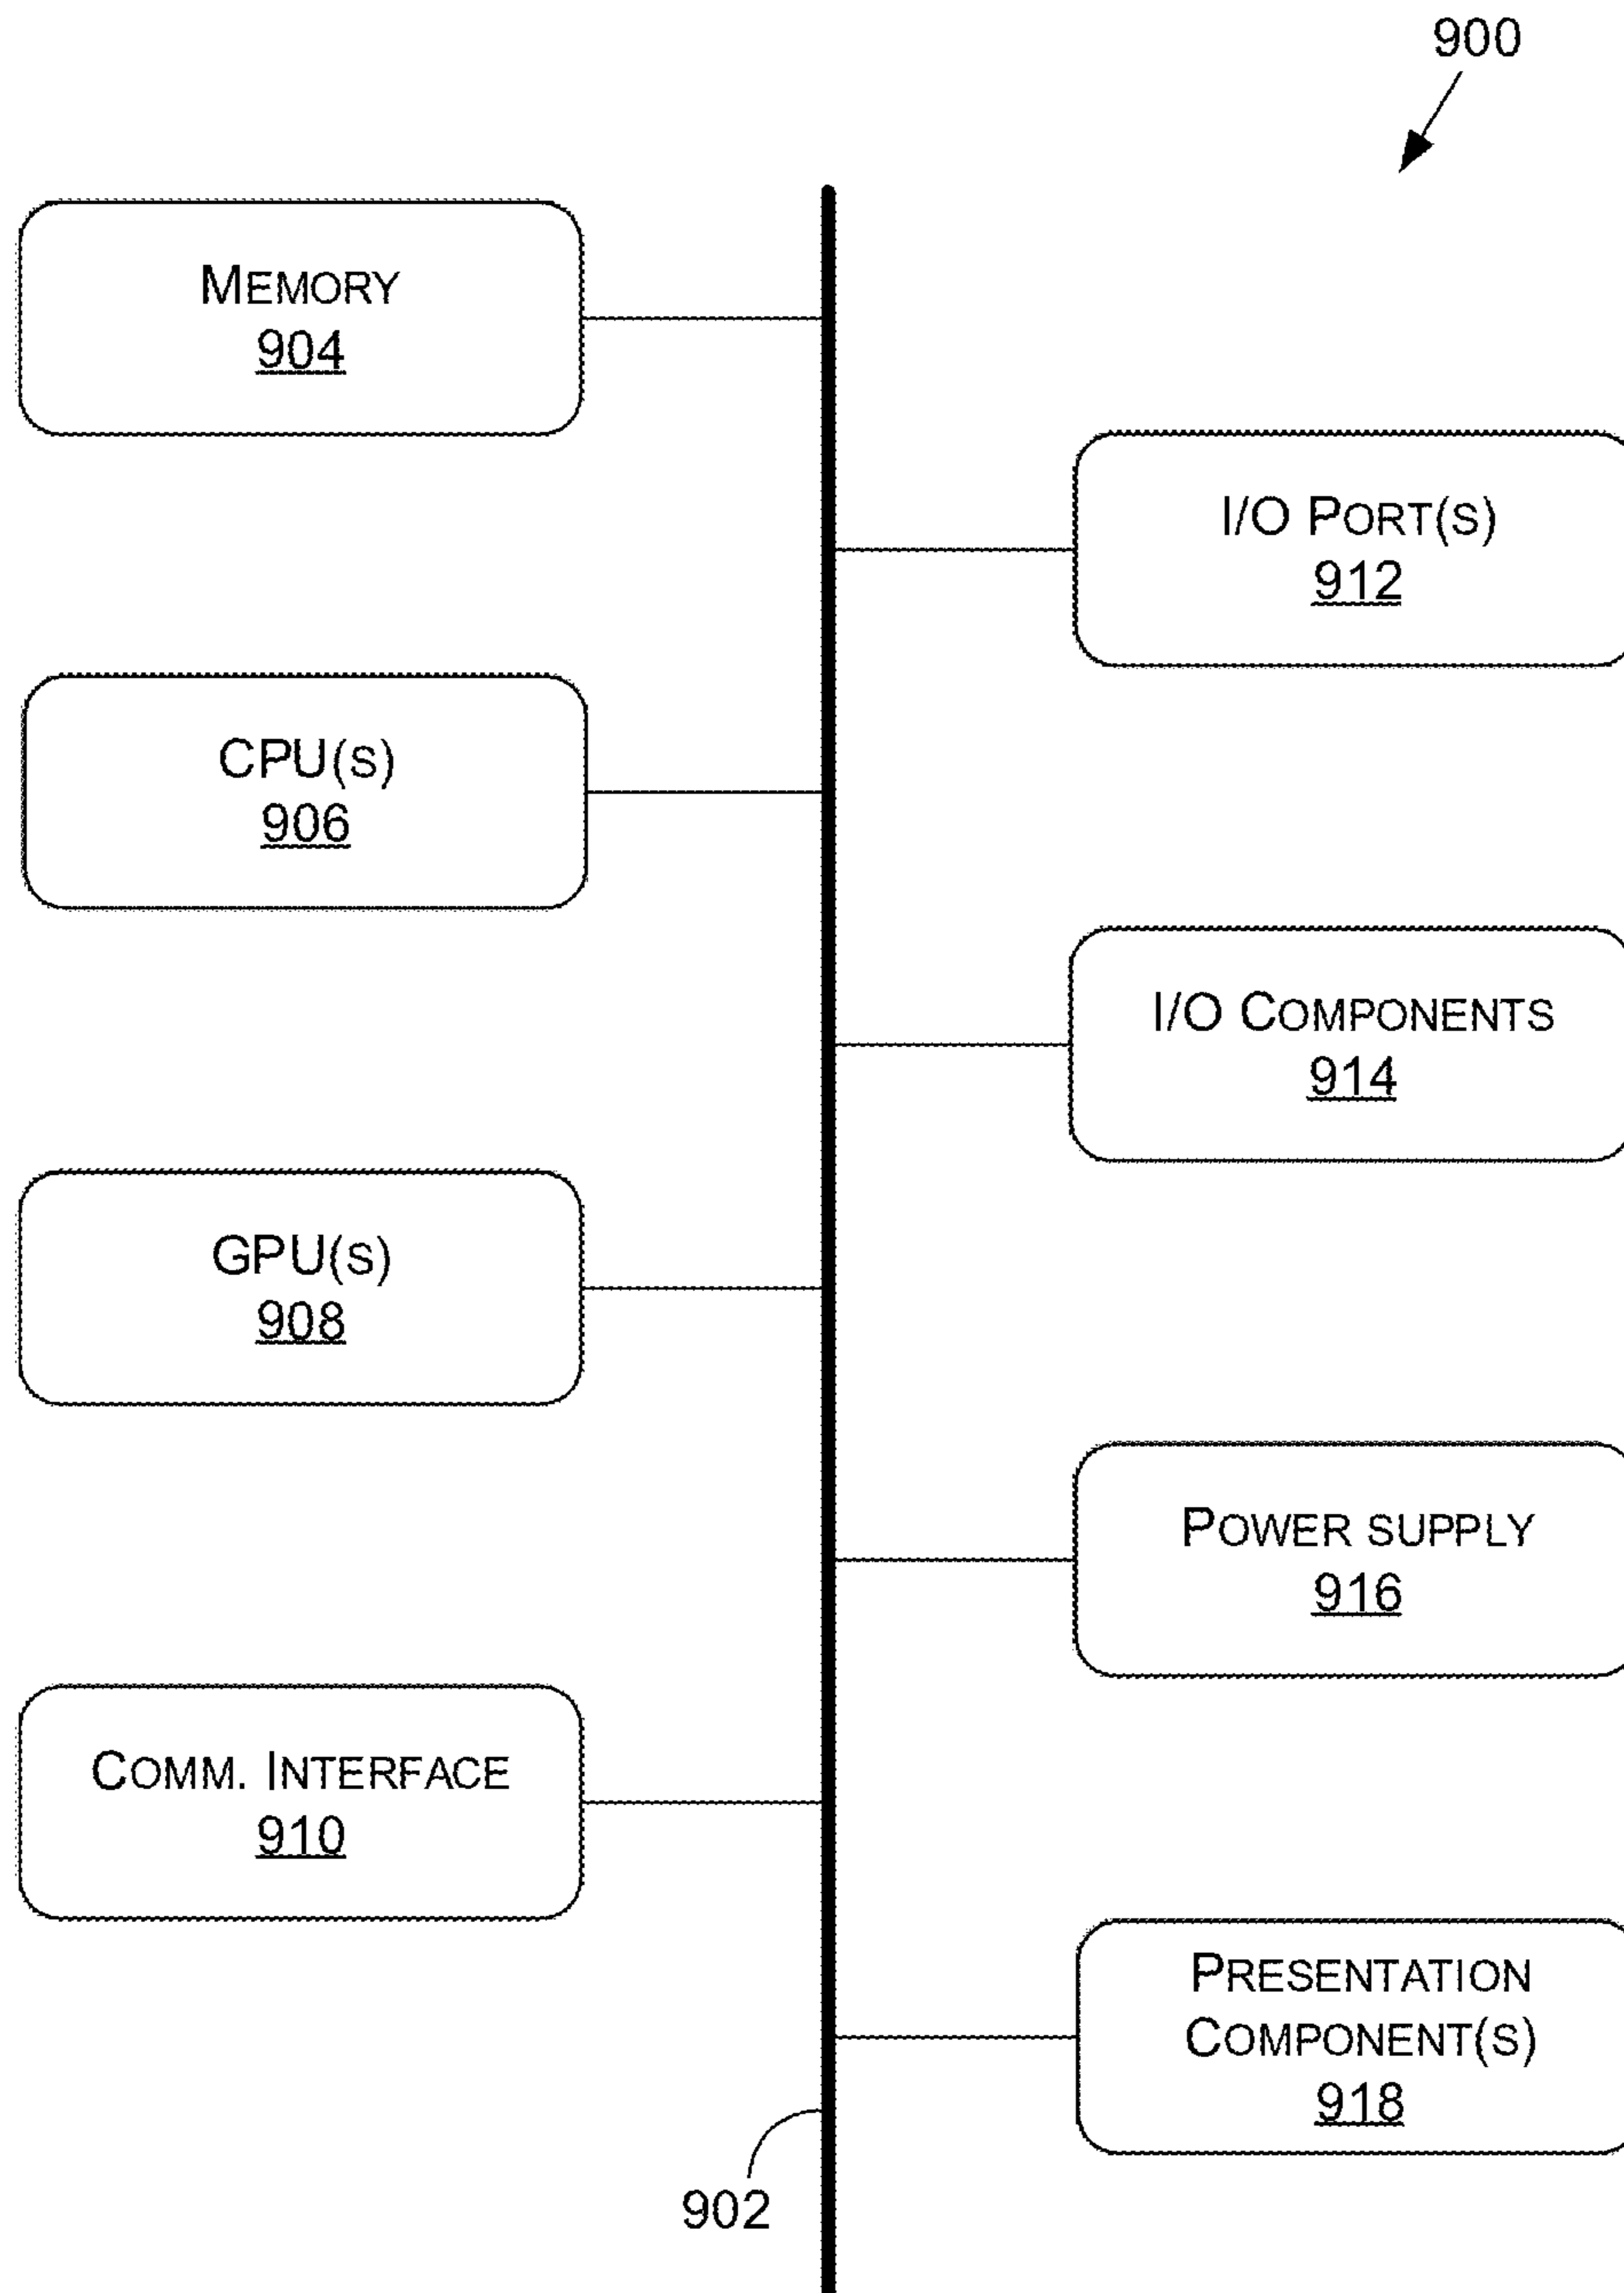 900
MEMORY
904
I/O PORT(S)
912
CPU(S)
906
I/O COMPONENTS
914
GPU(S)
908
POWER SUPPLY
916
COMM. INTERFACE
910
PRESENTATION
COMPONENT(S)
918
902